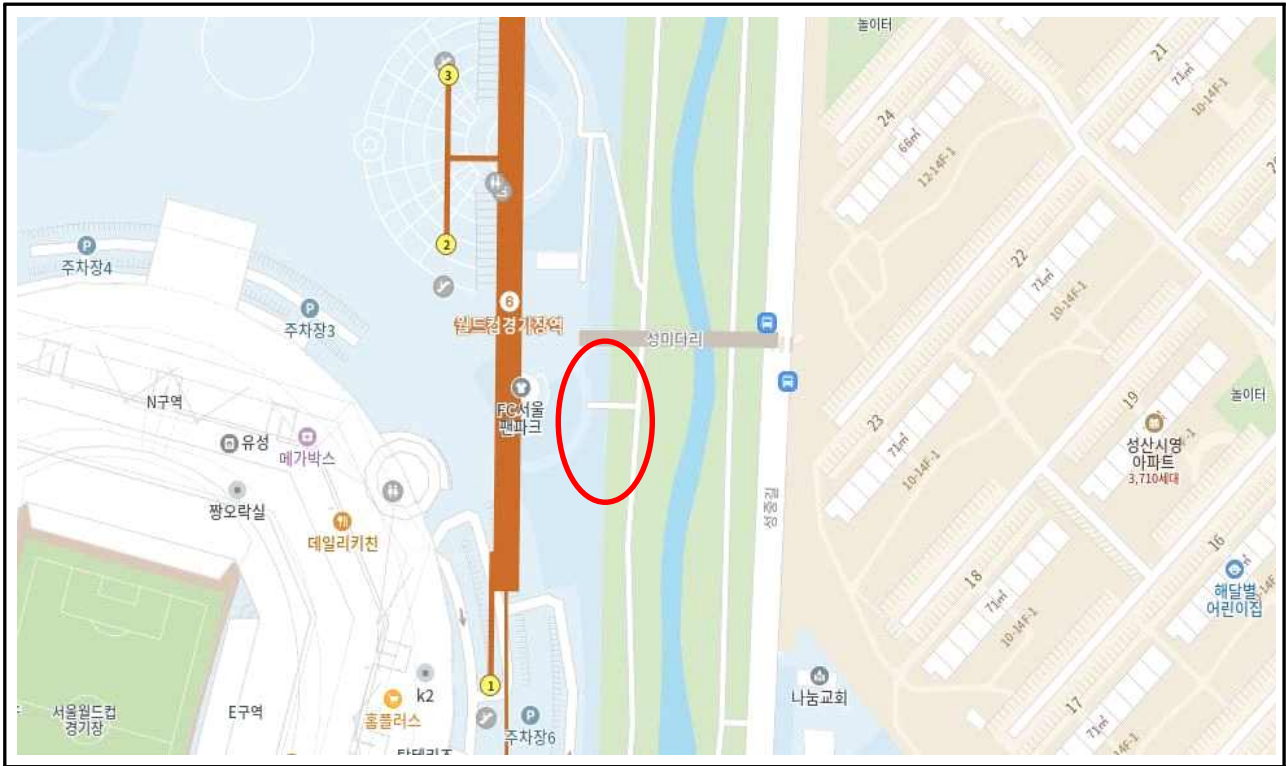 놀이터
21
71㎡
10-14F-1
24
66㎡
12-14F-1
3
2
P
주차장4
P
주차장3
6
월드컵경기장역
성미다리
22
71㎡
10-14F-1
N구역
유성
메가박스
FC서울
팬파크
짱오락실
데일리키친
23
71㎡
10-14F-1
19
놀이터
성산시영
아파트
3,710세대
성중길
18
71㎡
10-14F-1
16
해달별
어린이집
1
k2
홈플러스
서울월드컵
경기장
E구역
P
주차장6
나눔교회
17
71㎡